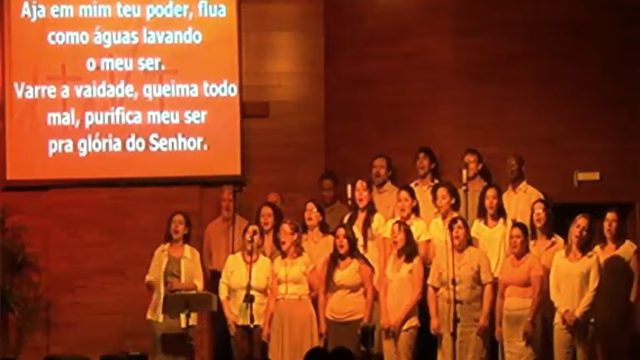 Aja em mim teu poder, flua
como águas lavando
o meu ser.
Varre a vaidade, queima todo
mal, purifica meu ser
pra glória do Senhor.